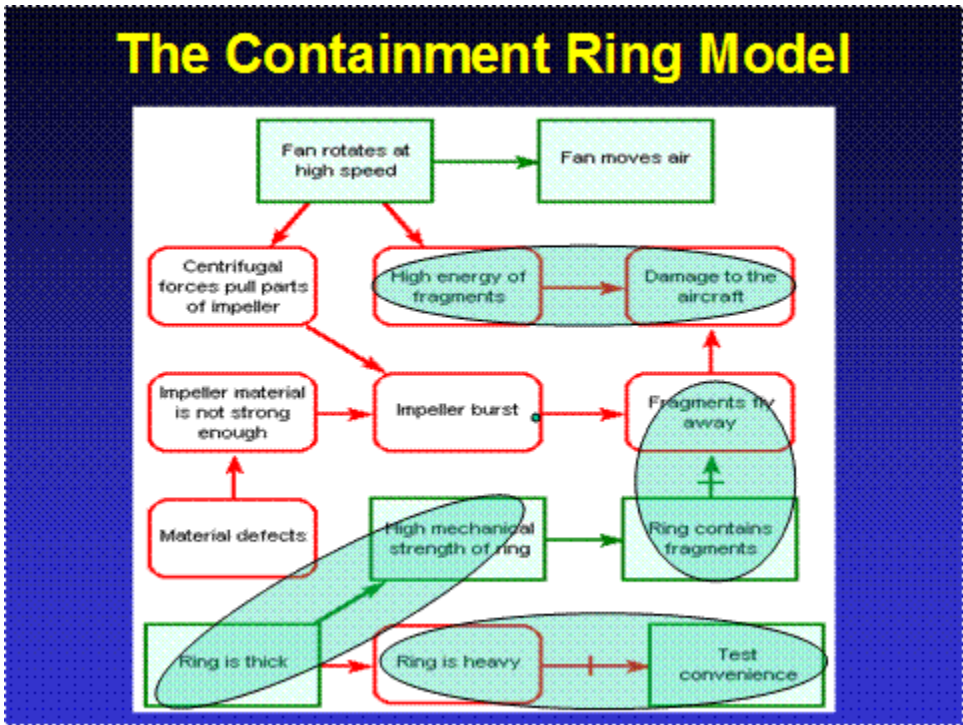 The Containment Ring Model
Fan rotates at
high speed
Fan moves air
Centrifugal
forces pull parts
of impeller
High energy of
fragments
Damage to the
aircraft
Impeller material
is not strong
enough
Impeller burst
Fragments fly
away
Material defects
High mechanical
strength of ring
Ring contains
fragments
Ring is thick
Ring is heavy
Test
convenience